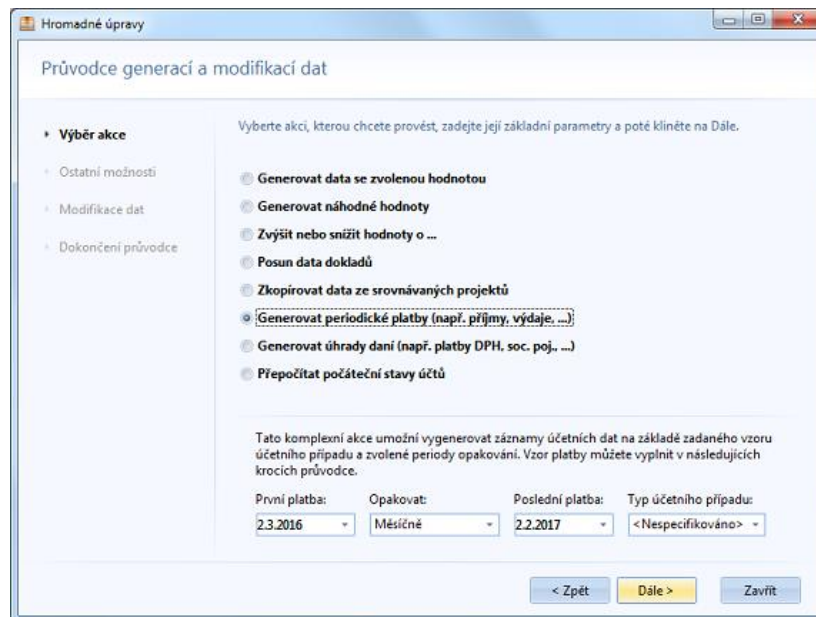 Hromadné úpravy
Průvodce generací a modifikací dat
Výběr akce
Ostatní možnosti
Modifikace dat
Dokončení průvodce
Vyberte akci, kterou chcete provést, zadejte její základní parametry a poté kliněte na Dále.
Generovat data se zvolenou hodnotou
Generovat náhodné hodnoty
Zvýšit nebo snížit hodnoty o ...
Posun data dokladů
Zkopírovat data ze srovnávaných projektů
Generovat periodické platby (např. příjmy, výdaje, ...)
Generovat úhrady daní (např. platby DPH, soc. poj., ...)
Přepočítat počáteční stavy účtů
Tato komplexní akce umožní vygenerovat záznamy účetních dat na základě zadaného vzoru
účetního případu a zvolené periody opakování. Vzor platby můžete vyplnit v následujících
krocích průvodce.
První platba: Opakovat: Poslední platba: Typ účetního případu:
2.3.2016 Měsíčně 2.2.2017 <Nespecifikováno>
< Zpět Dále > Zavřít